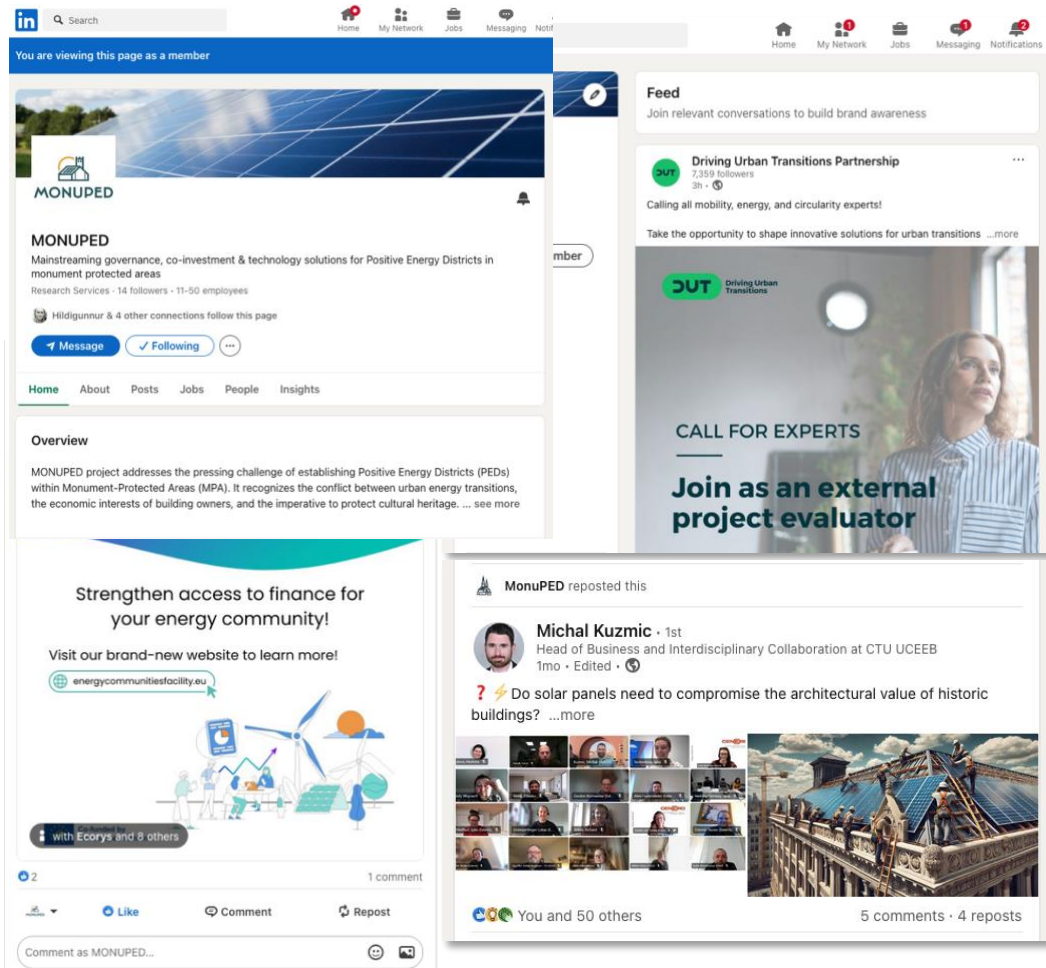 in
Search
Home
My Network
Jobs
Messaging
You are viewing this page as a member
MONUPED
MONUPED
Mainstreaming governance, co-investment & technology solutions for Positive Energy Districts in
monument protected areas
Research Services · 14 followers · 11-50 employees
Hildigunnur & 4 other connections follow this page
Message
Following
Home
About
Posts
Jobs
People
Insights
Overview
MONUPED project addresses the pressing challenge of establishing Positive Energy Districts (PEDs)
within Monument-Protected Areas (MPA). It recognizes the conflict between urban energy transitions,
the economic interests of building owners, and the imperative to protect cultural heritage. ... see more
Home
My Network
1
Jobs
Messaging
1
Notifications
2
mber
Feed
Join relevant conversations to build brand awareness
DUT
Driving Urban Transitions Partnership
7,359 followers
3h •
Calling all mobility, energy, and circularity experts!
Take the opportunity to shape innovative solutions for urban transitions ...more
DUT
Driving Urban
Transitions
CALL FOR EXPERTS
Join as an external
project evaluator
Strengthen access to finance for
your energy community!
Visit our brand-new website to learn more!
energycommunitiesfacility.eu
with Ecorys and 8 others
2
1 comment
Like
Comment
Repost
Comment as MONUPED...
MonuPED reposted this
Michal Kuzmic • 1st
Head of Business and Interdisciplinary Collaboration at CTU UCEEB
1mo • Edited •
❓⚡Do solar panels need to compromise the architectural value of historic
buildings? ...more
You and 50 others
5 comments · 4 reposts